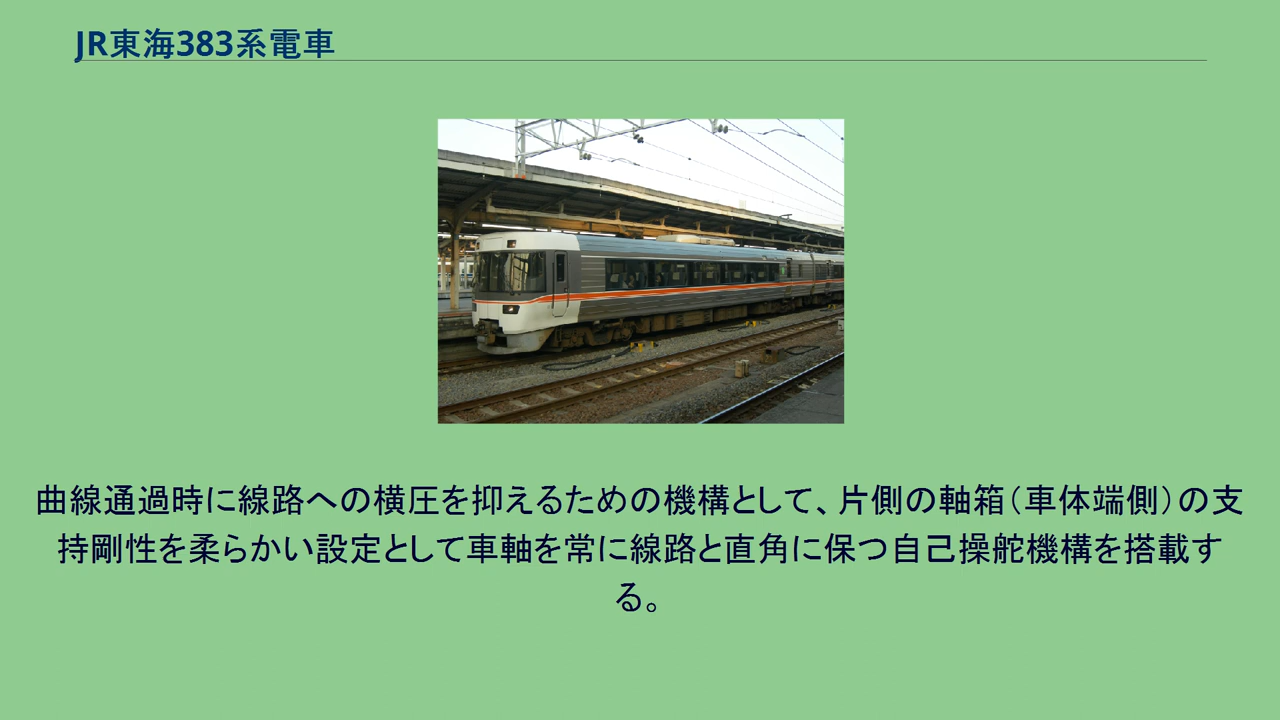 JR東海383系電車
曲線通過時に線路への横圧を抑えるための機構として、片側の軸箱（車体端側）の支
持剛性を柔らかい設定として車軸を常に線路と直角に保つ自己操舵機構を搭載す
る。